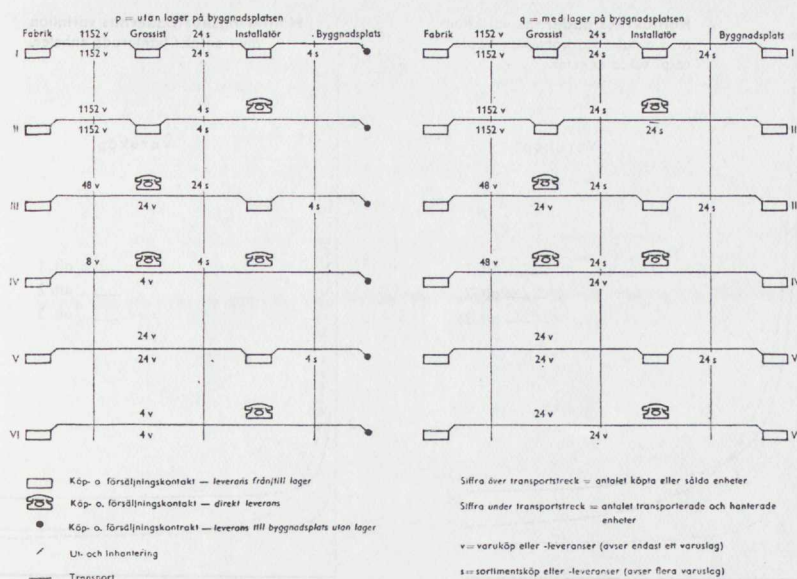 p = utan lager på byggnadsplatsen
Fabrik 1152 v Grossist 24 s Installatör Byggnadsplats
I 1152 v 24 s 4 s
1152 v 4 s
II 1152 v 4 s
48 v 24 s
III 4 s
8 v 4 s
IV 4 v
24 v
V 24 v 4 s
4 v
VI 4 v
q = med lager på byggnadsplatsen
Fabrik 1152 v Grossist 24 s Installatör Byggnadsplats
1152 v 24 s 24 s I
1152 v 24 s
1152 v 24 s II
48 v 24 s
24 s
48 v 24 s
24 v
24 v
24 v 24 s V
24 v
24 v
Köp- o. försäljningskontakt — leverans från/till lager
Köp- o. försäljningskontakt — direkt leverans
Köp- o. försäljningskontrakt — leverans till byggnadsplats utan lager
Ut- och Inhantering
Transport
Siffra över transportstreck = antalet köpta eller sålda enheter
Siffra under transportstreck = antalet transporterade och hanterade
enheter
v = varuköp eller -leveranser (avser endast ett varuslag)
s = sortimentsköp eller -leveranser (avser flera varuslag)